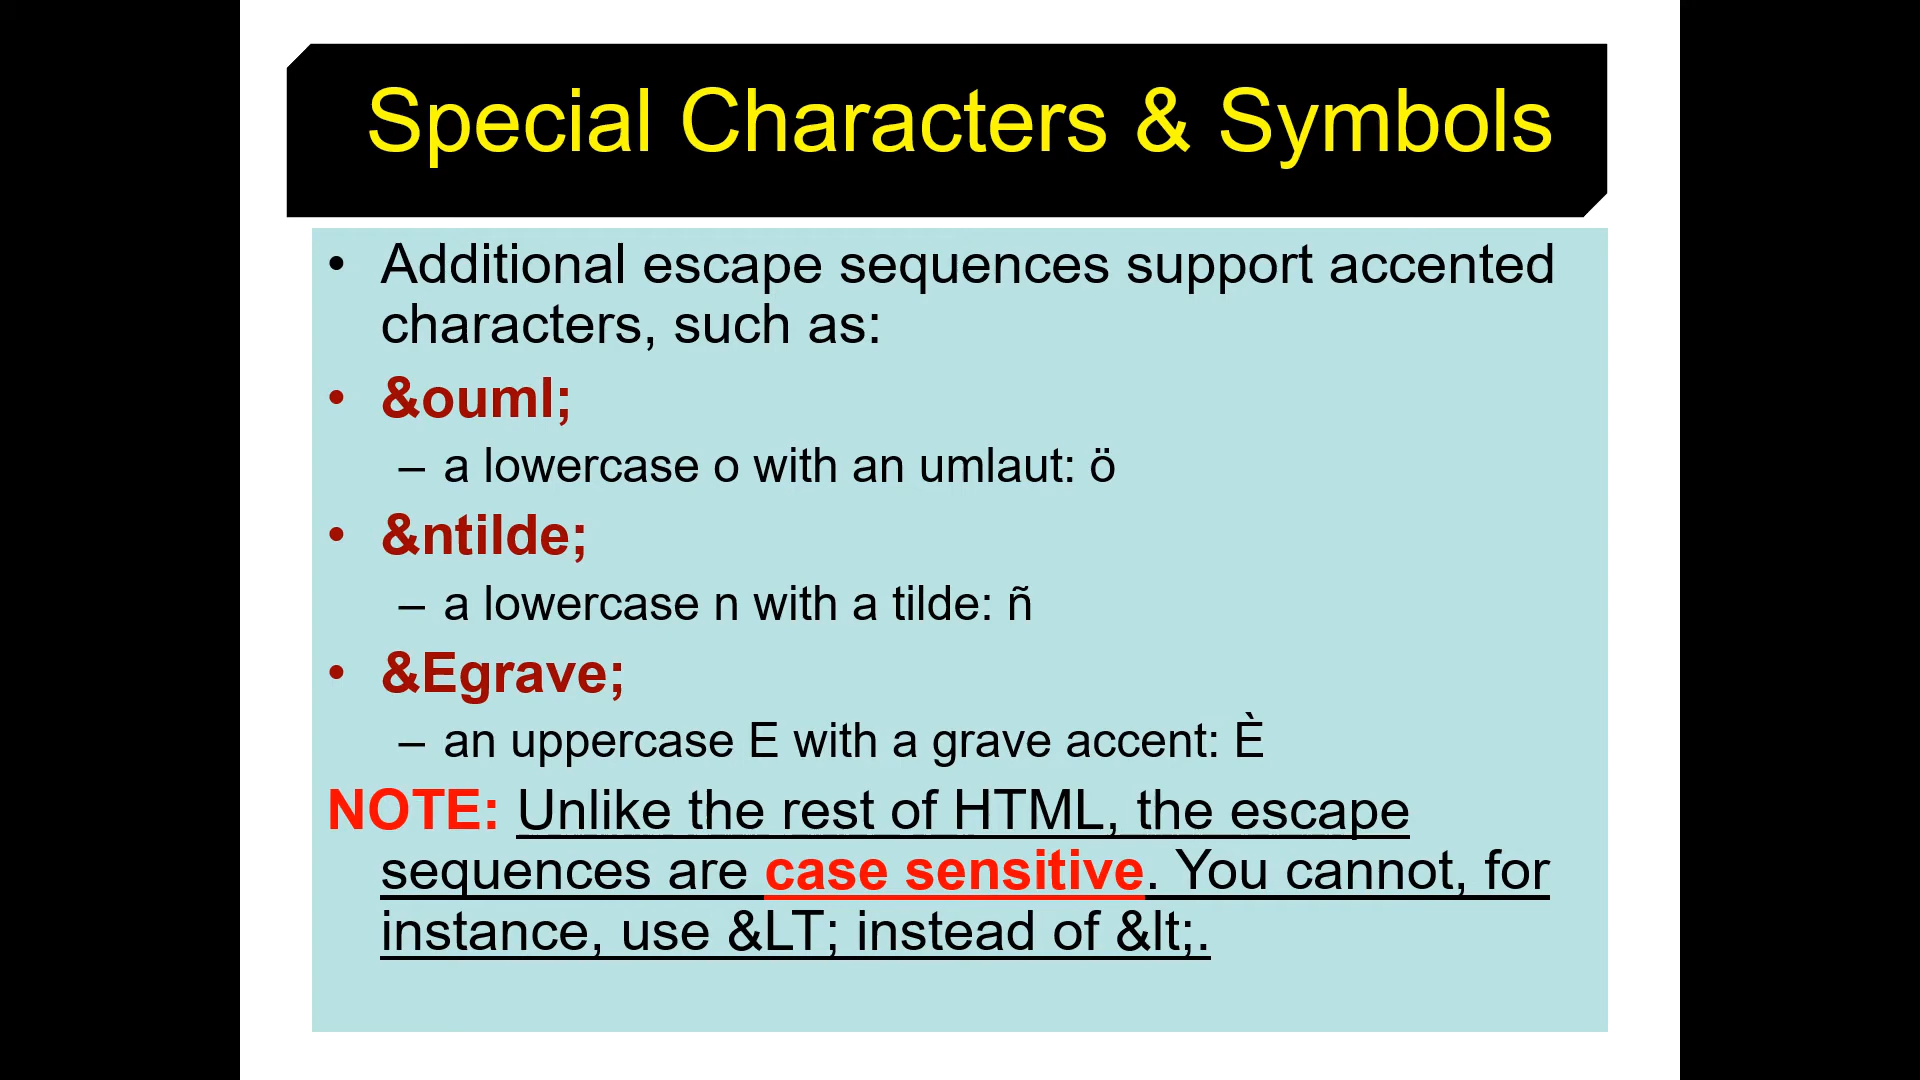 Special Characters & Symbols
• Additional escape sequences support accented
characters, such as:
• &ouml;
– a lowercase o with an umlaut: ö
• &ntilde;
– a lowercase n with a tilde: ñ
• &Egrave;
– an uppercase E with a grave accent: È
NOTE: Unlike the rest of HTML, the escape
sequences are case sensitive. You cannot, for
instance, use &LT; instead of &lt;.